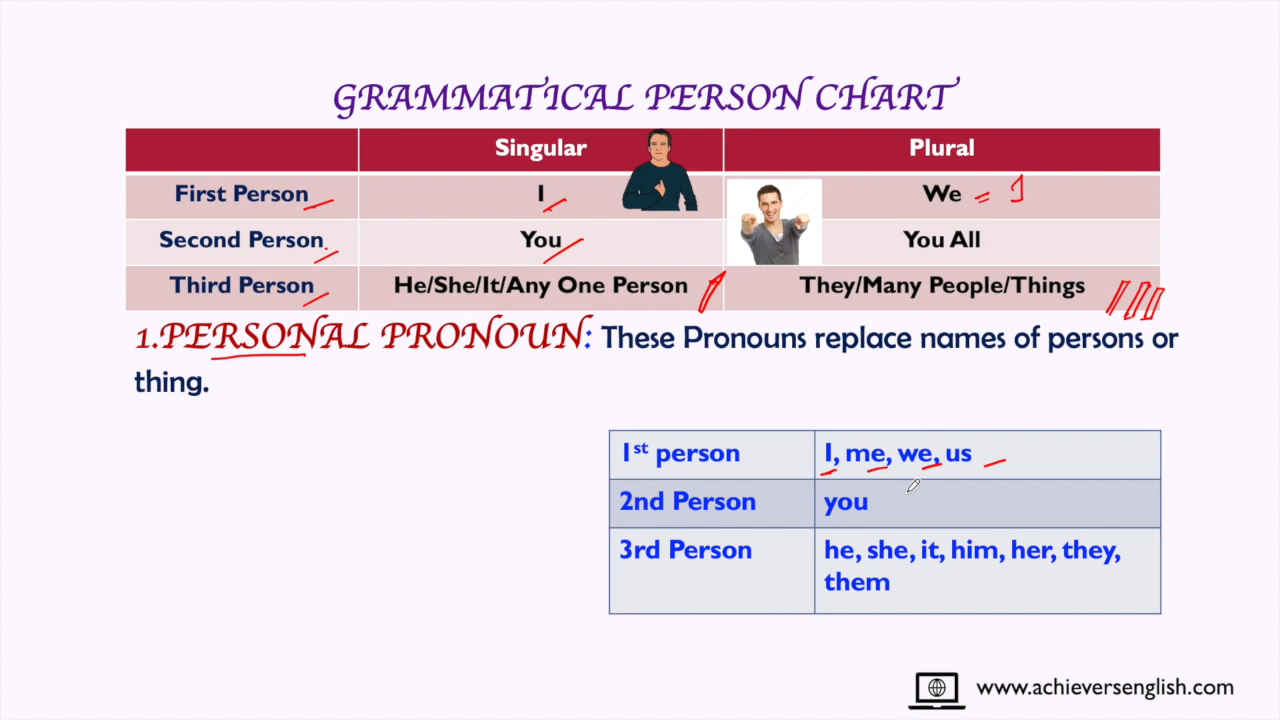 GRAMMATICAL PERSON CHART
Singular Plural
First Person I We = I
Second Person You You All
Third Person He/She/It/Any One Person They/Many People/Things
1.PERSONAL PRONOUN: These Pronouns replace names of persons or
thing.
1st person I, me, we, us
2nd Person you
3rd Person he, she, it, him, her, they,
them
www.achieversenglish.com